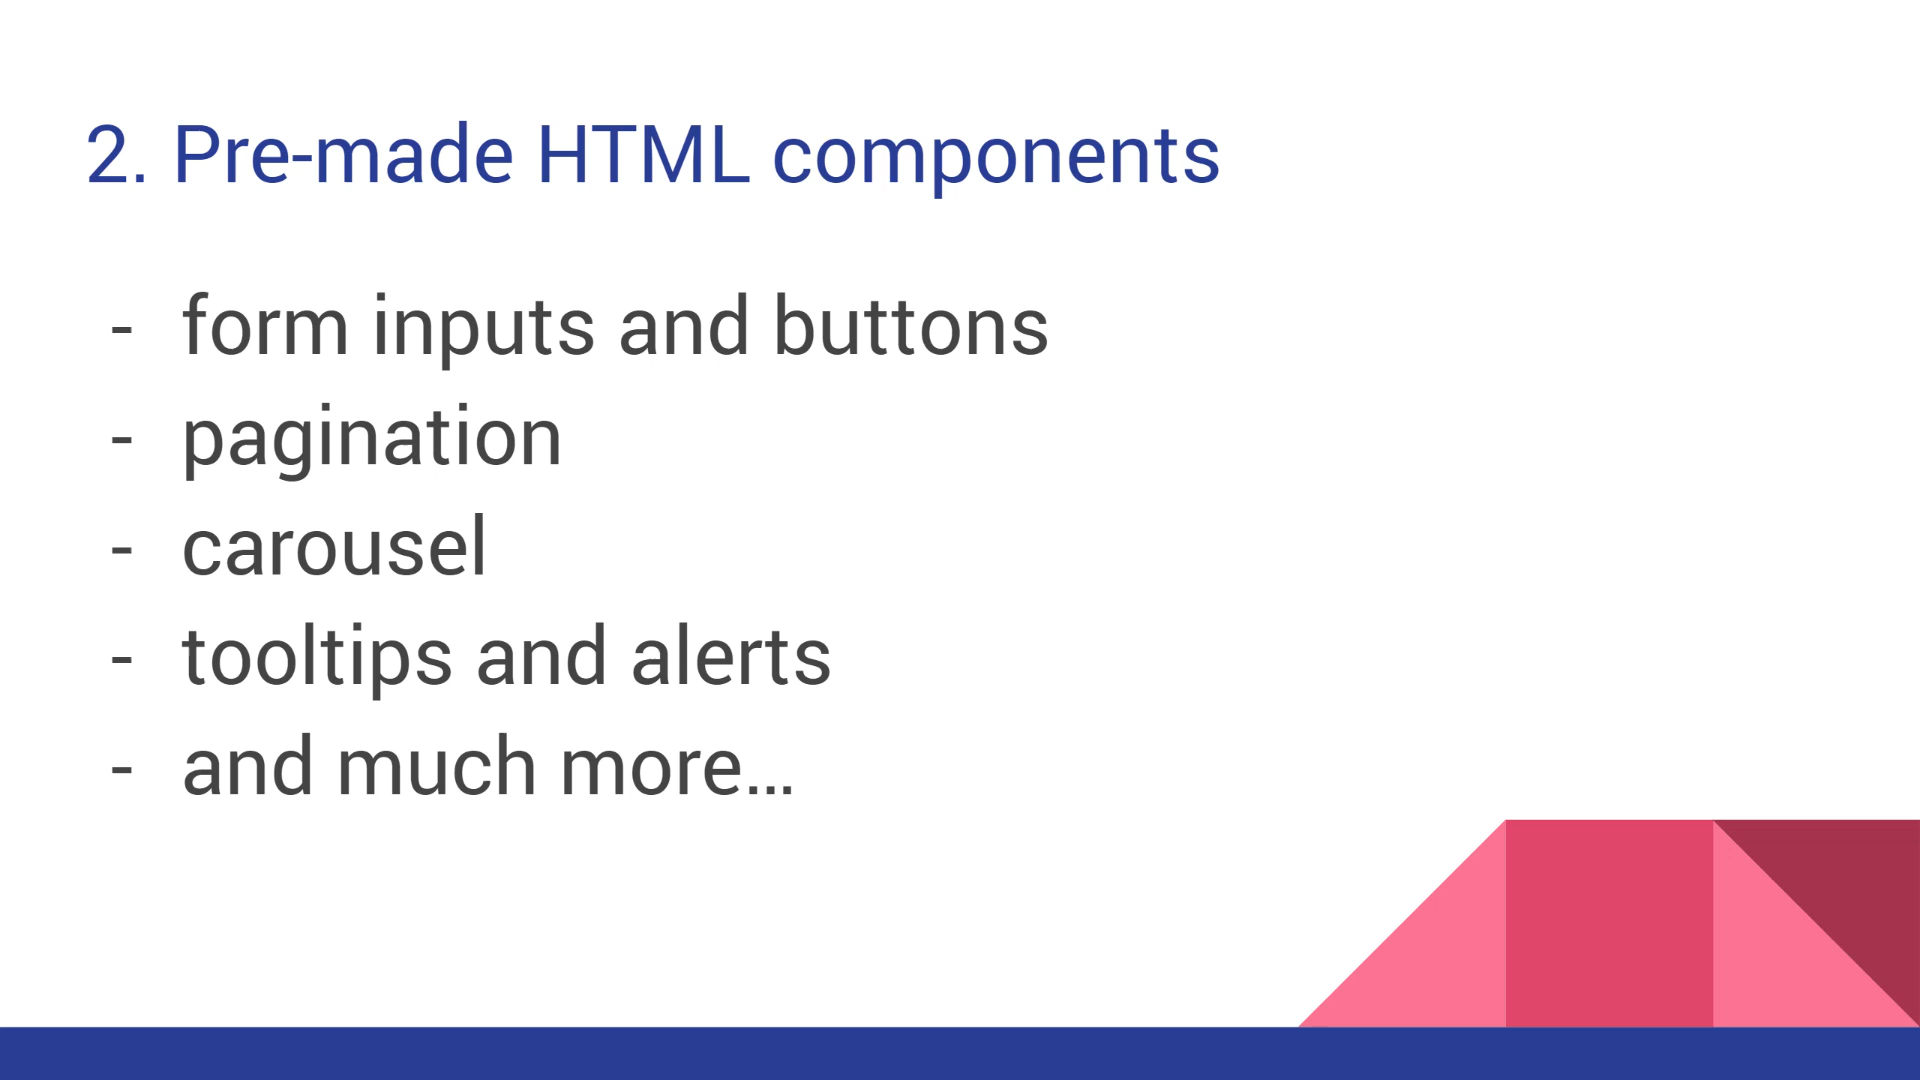 2. Pre-made HTML components
- form inputs and buttons
- pagination
- carousel
- tooltips and alerts
- and much more...